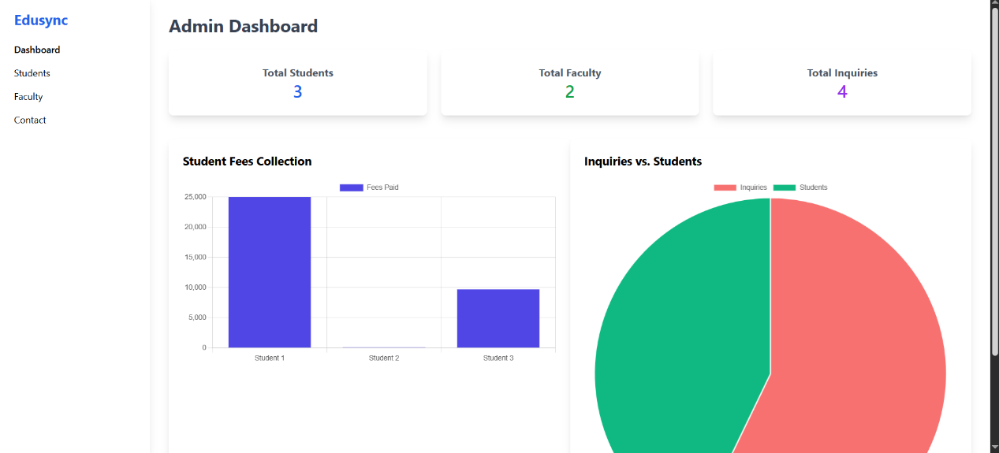 Edusync
Dashboard
Students
Faculty
Contact
Admin Dashboard
Total Students
3
Total Faculty
2
Total Inquiries
4
Student Fees Collection
Fees Paid
25,000
20,000
15,000
10,000
5,000
0
Student 1
Student 2
Student 3
Inquiries vs. Students
Inquiries
Students